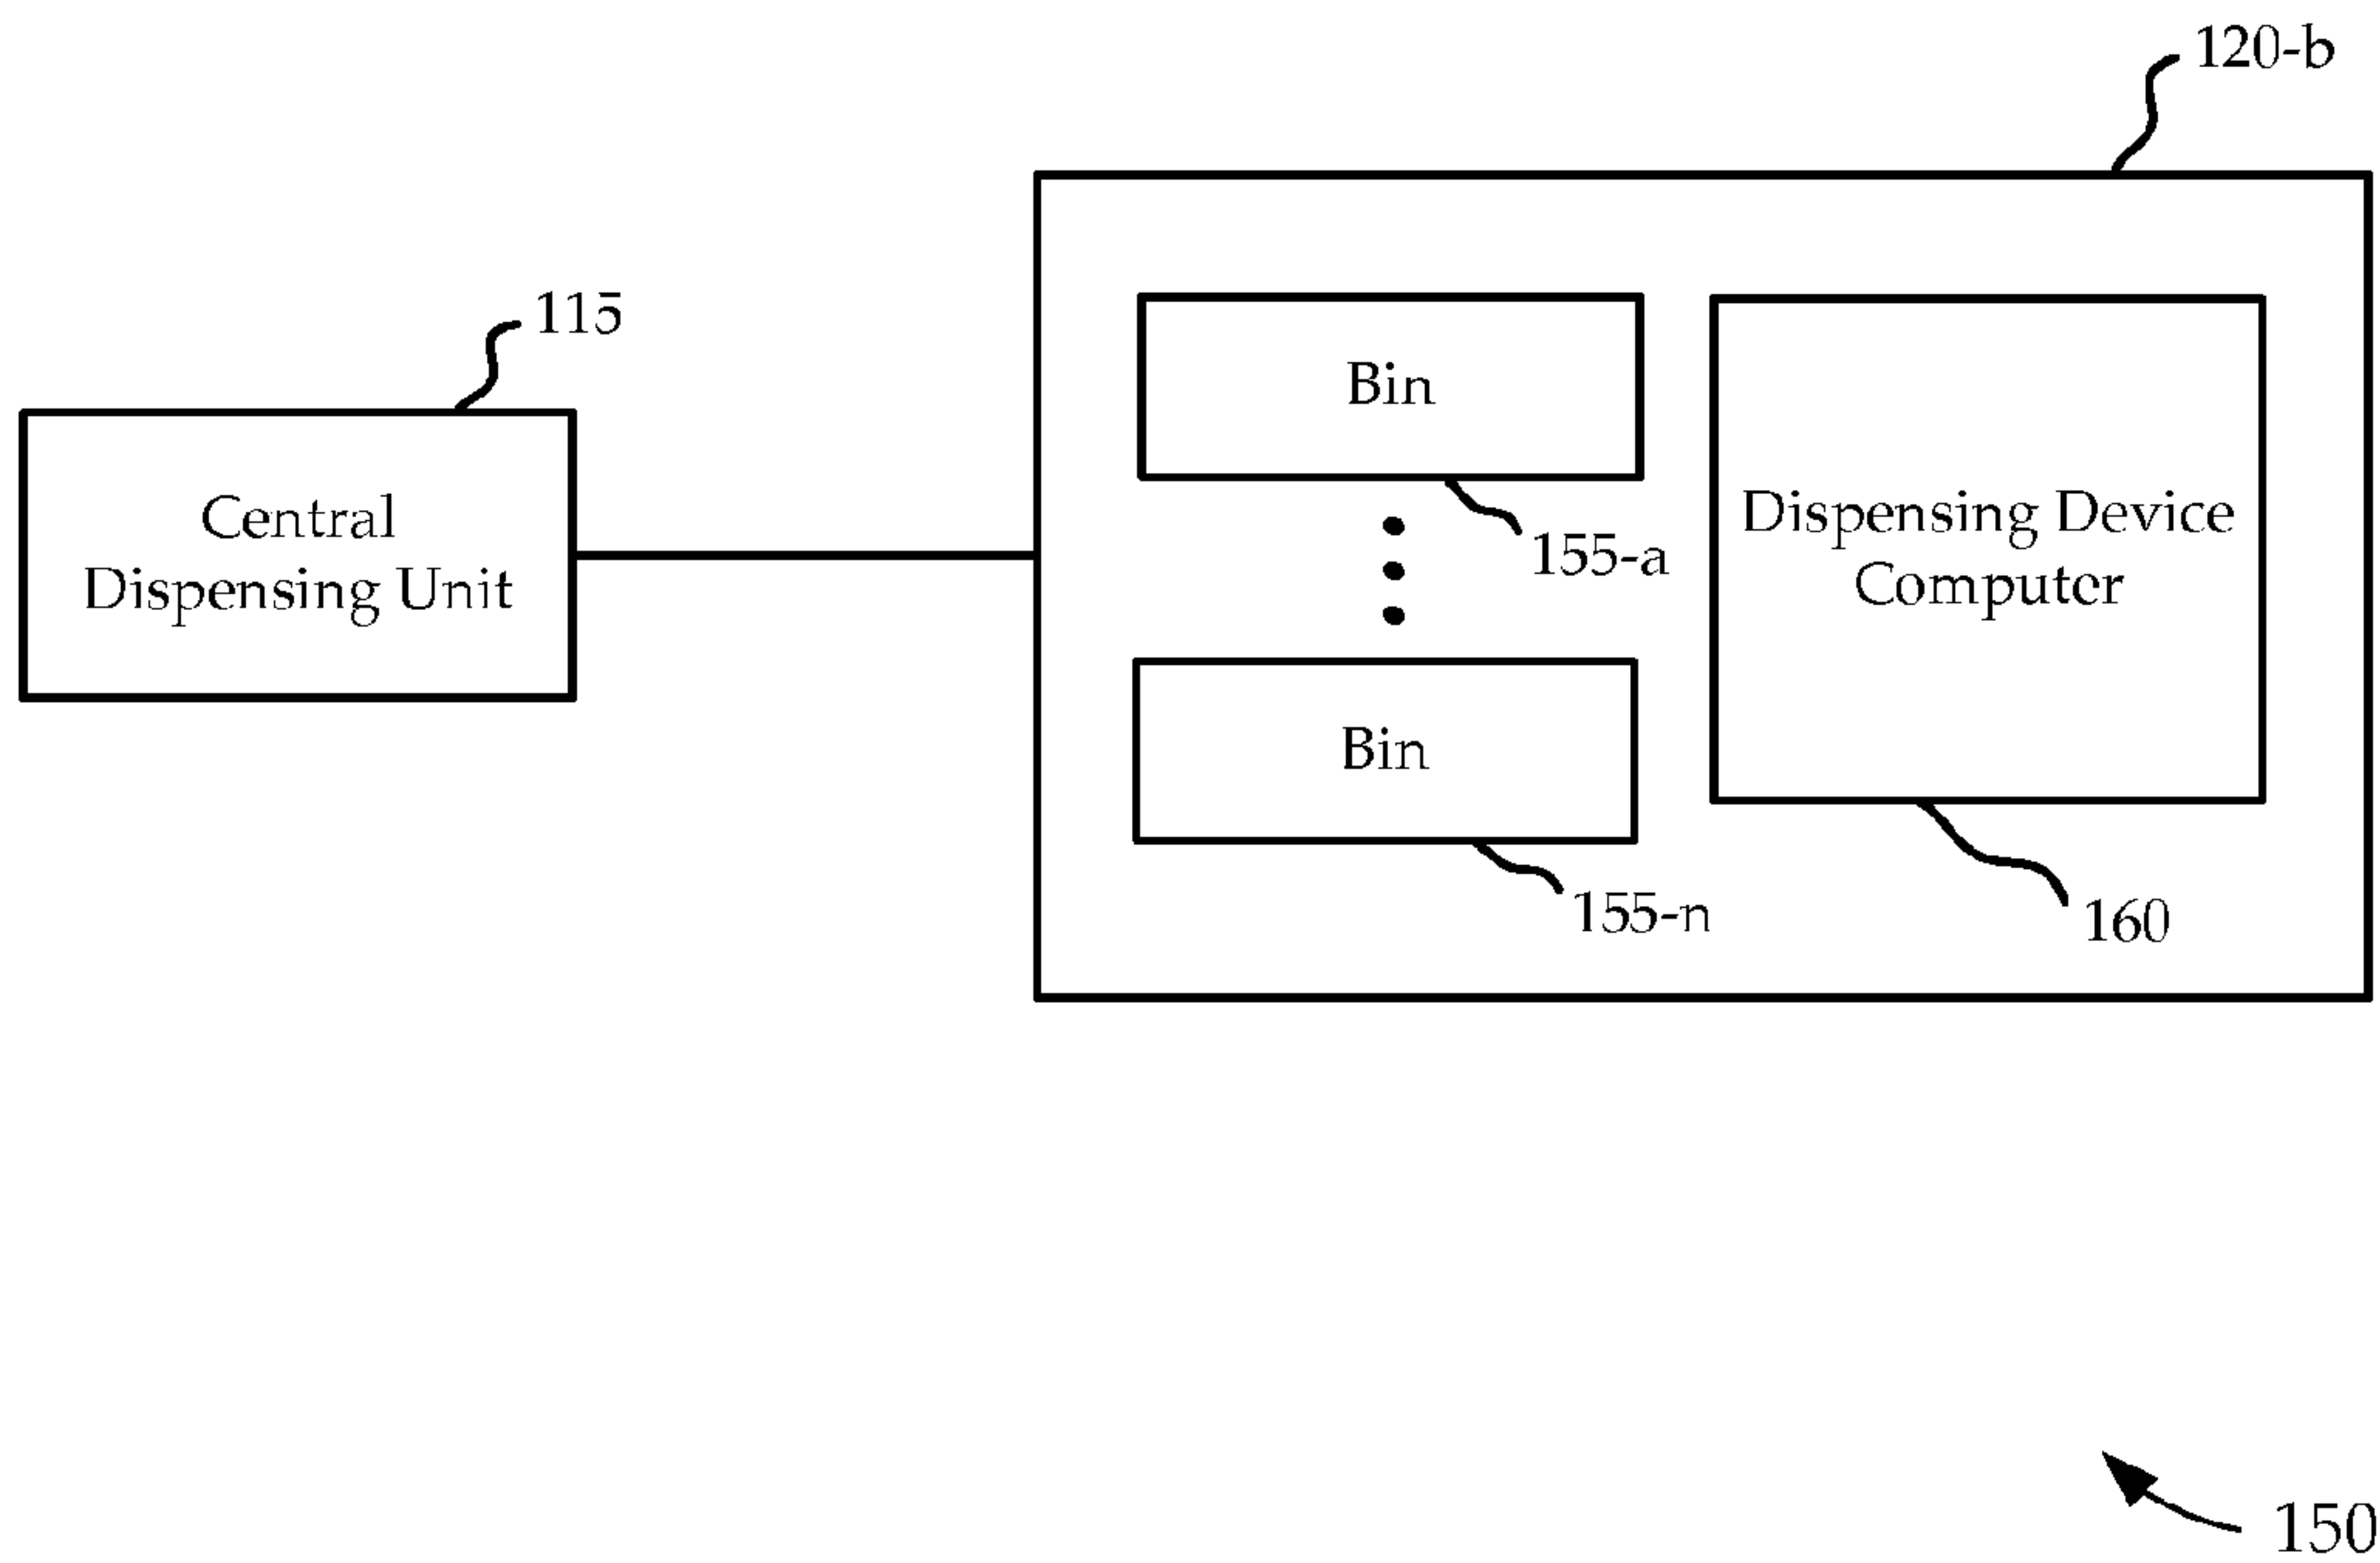 120-b
115
Bin
Central
Dispensing Unit
155-a
Dispensing Device
Computer
Bin
155-n
160
150